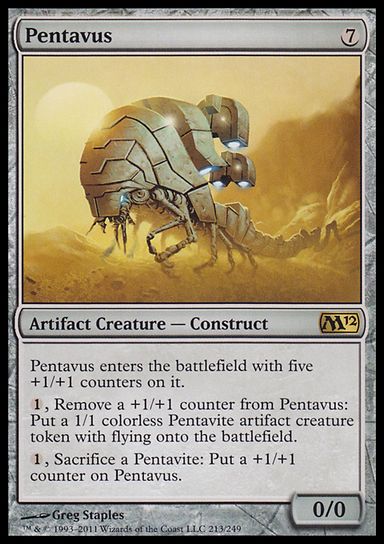 Pentavus 7
Artifact Creature — Construct M12
Pentavus enters the battlefield with five
+1/+1 counters on it.
1, Remove a +1/+1 counter from Pentavus:
Put a 1/1 colorless Pentavite artifact creature
token with flying onto the battlefield.
1, Sacrifice a Pentavite: Put a +1/+1
counter on Pentavus.
Greg Staples
™ & © 1993–2011 Wizards of the Coast LLC 213/249
0/0